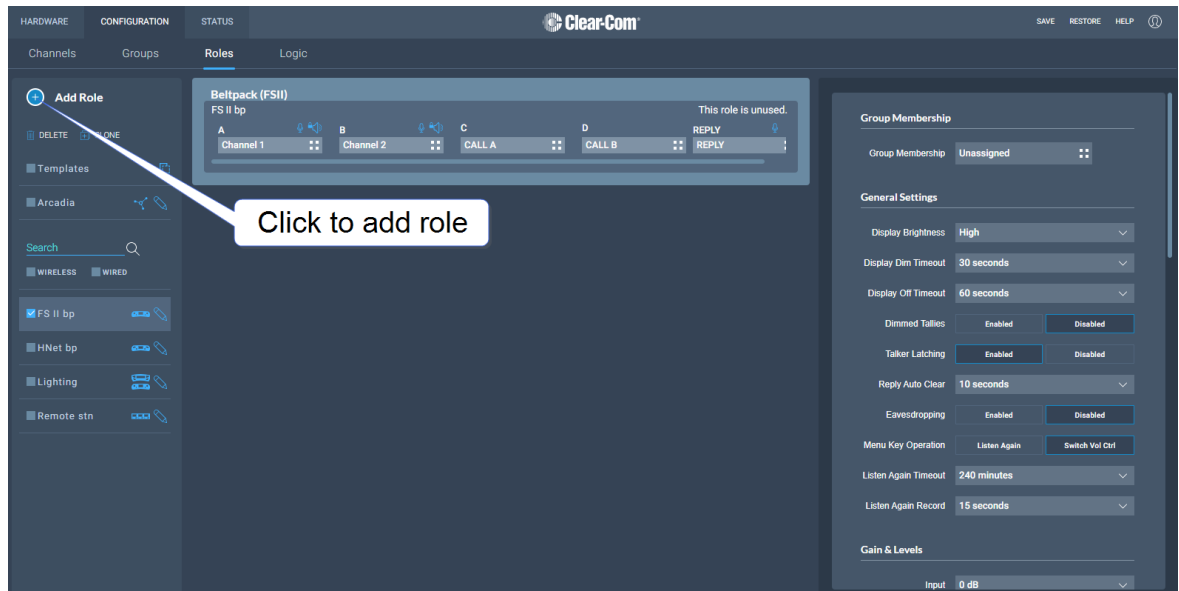 HARDWARE CONFIGURATION STATUS Clear-Com SAVE RESTORE HELP
Channels Groups Roles Logic
Add Role
DELETE CLONE
Templates
Arcadia
Search
WIRELESS WIRED
FS II bp
HNet bp
Lighting
Remote stn
Click to add role
Beltpack (FSII)
FS II bp This role is unused.
A B C D REPLY
Channel 1 Channel 2 CALL A CALL B REPLY
Group Membership
Group Membership Unassigned
General Settings
Display Brightness High
Display Dim Timeout 30 seconds
Display Off Timeout 60 seconds
Dimmed Tallies Enabled Disabled
Talker Latching Enabled Disabled
Reply Auto Clear 10 seconds
Eavesdropping Enabled Disabled
Menu Key Operation Listen Again Switch Vol Ctrl
Listen Again Timeout 240 minutes
Listen Again Record 15 seconds
Gain & Levels
Input 0 dB